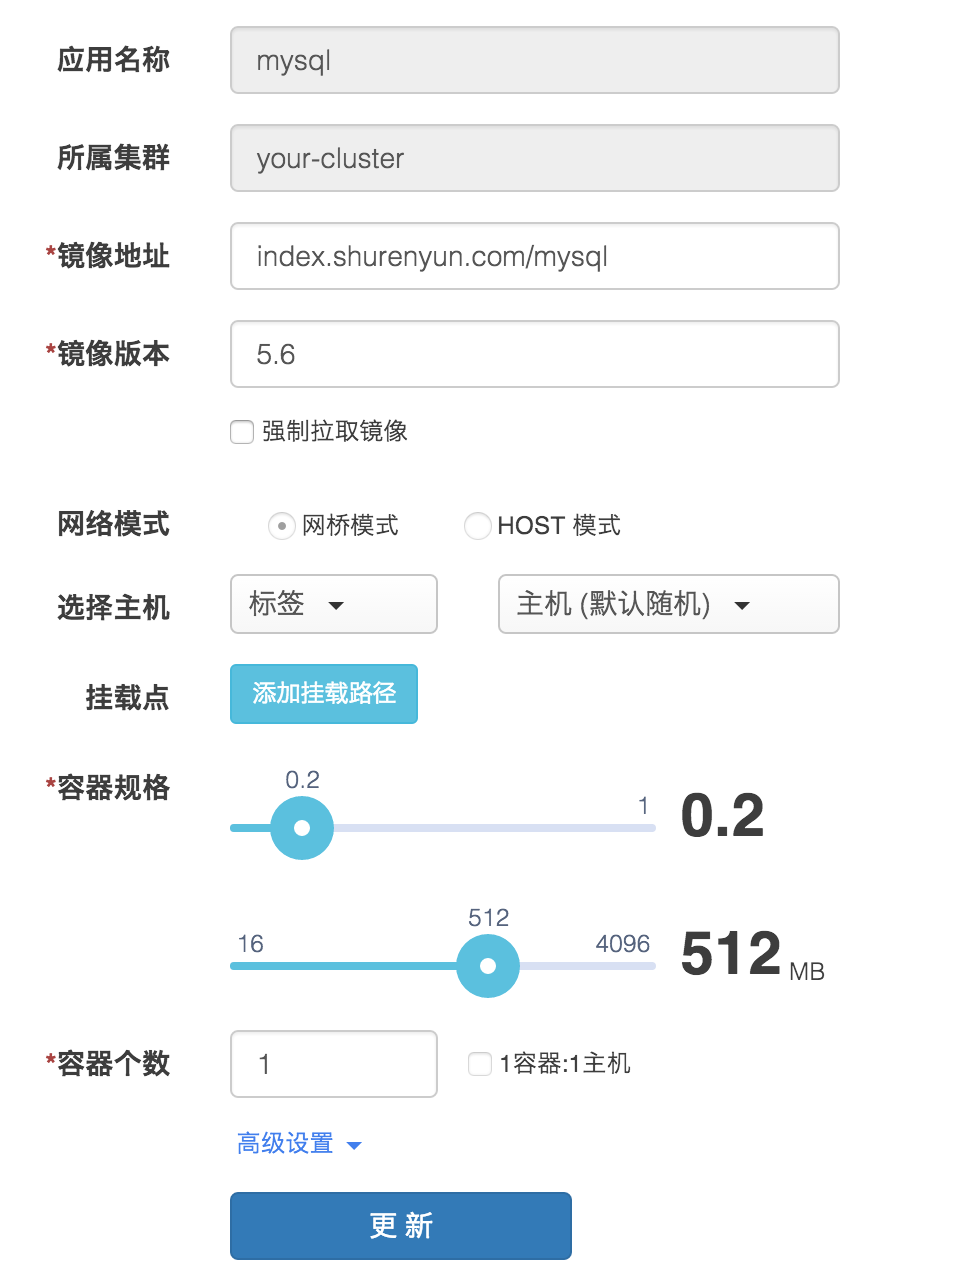 应用名称 mysql
所属集群 your-cluster
*镜像地址 index.shurenyun.com/mysql
*镜像版本 5.6
强制拉取镜像
网络模式 网桥模式 HOST 模式
选择主机 标签 主机 (默认随机)
挂载点 添加挂载路径
*容器规格 0.2 1 0.2
16 512 4096 512 MB
*容器个数 1 1容器:1主机
高级设置
更 新